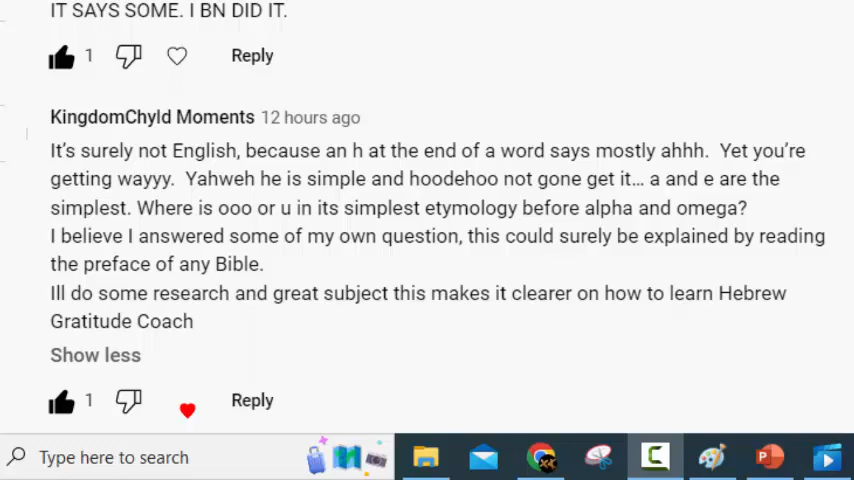 IT SAYS SOME. I BN DID IT.
1 Reply
KingdomChyld Moments 12 hours ago
It's surely not English, because an h at the end of a word says mostly ahhh. Yet you're
getting wayyy. Yahweh he is simple and hoodehoo not gone get it... a and e are the
simplest. Where is ooo or u in its simplest etymology before alpha and omega?
I believe I answered some of my own question, this could surely be explained by reading
the preface of any Bible.
Ill do some research and great subject this makes it clearer on how to learn Hebrew
Gratitude Coach
Show less
1 Reply
Type here to search